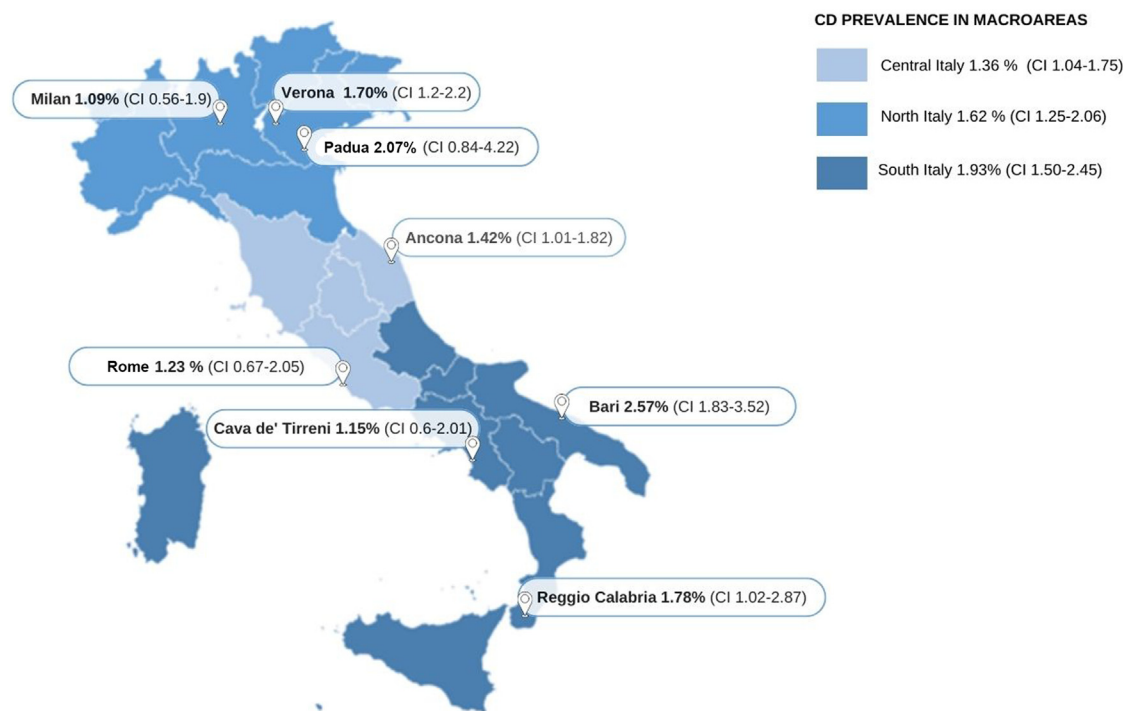 CD PREVALENCE IN MACROAREAS
Central Italy 1.36 % (CI 1.04-1.75)
North Italy 1.62 % (CI 1.25-2.06)
South Italy 1.93% (CI 1.50-2.45)
Milan 1.09% (CI 0.56-1.9)
Verona 1.70% (CI 1.2-2.2)
Padua 2.07% (CI 0.84-4.22)
Ancona 1.42% (CI 1.01-1.82)
Rome 1.23 % (CI 0.67-2.05)
Bari 2.57% (CI 1.83-3.52)
Cava de' Tirreni 1.15% (CI 0.6-2.01)
Reggio Calabria 1.78% (CI 1.02-2.87)